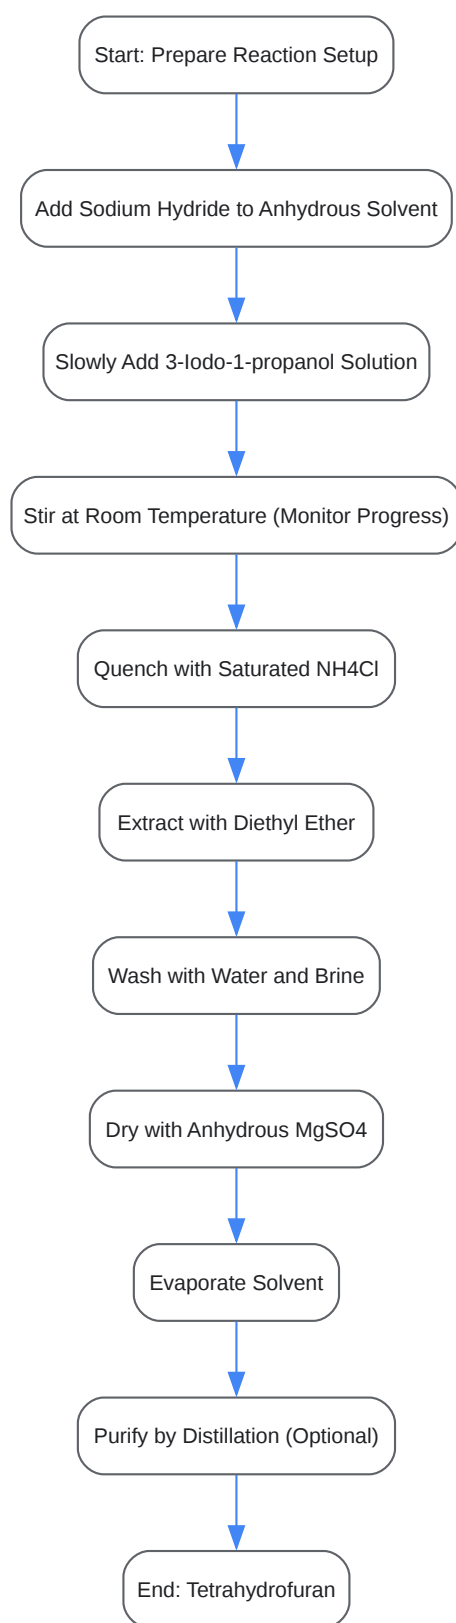 Start: Prepare Reaction Setup
Add Sodium Hydride to Anhydrous Solvent
Slowly Add 3-Iodo-1-propanol Solution
Stir at Room Temperature (Monitor Progress)
Quench with Saturated NH4Cl
Extract with Diethyl Ether
Wash with Water and Brine
Dry with Anhydrous MgSO4
Evaporate Solvent
Purify by Distillation (Optional)
End: Tetrahydrofuran